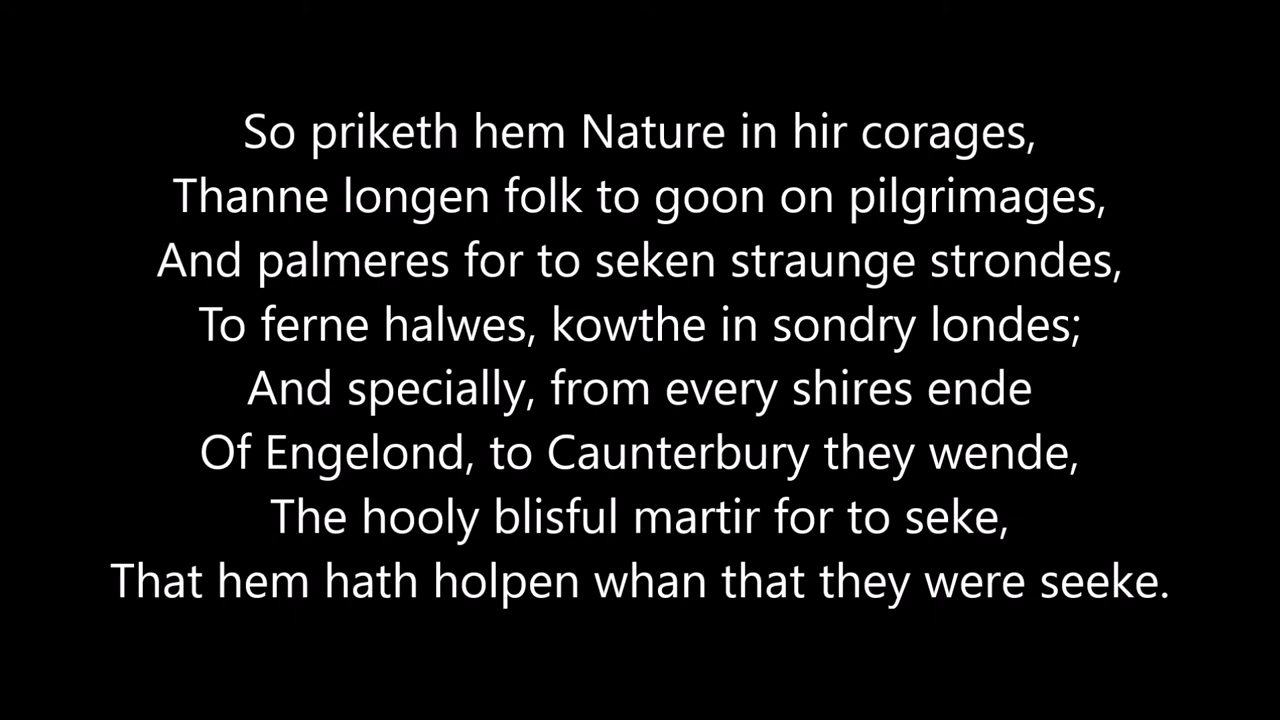 So priketh hem Nature in hir corages,
Thanne longen folk to goon on pilgrimages,
And palmeres for to seken straunge strondes,
To ferne halwes, kowthe in sondry londes;
And specially, from every shires ende
Of Engelond, to Caunterbury they wende,
The hooly blisful martir for to seke,
That hem hath holpen whan that they were seeke.